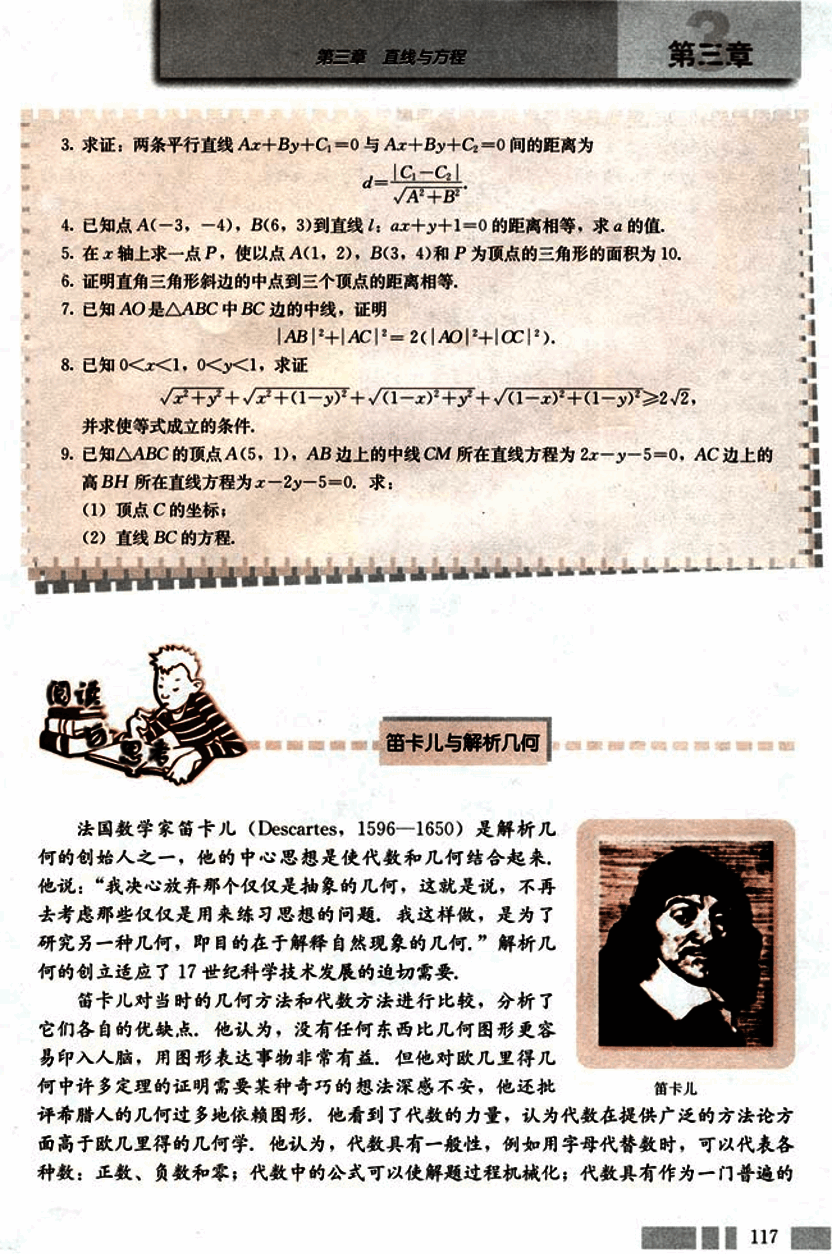 第三章 直线与方程
第三章
3. 求证：两条平行直线 Ax+By+C₁=0 与 Ax+By+C₂=0 间的距离为
d=|C₁-C₂|/√(A²+B²).
4. 已知点 A(-3，-4)，B(6，3)到直线 l：ax+y+1=0 的距离相等，求 a 的值.
5. 在 x 轴上求一点 P，使以点 A(1，2)，B(3，4)和 P 为顶点的三角形的面积为 10.
6. 证明直角三角形斜边的中点到三个顶点的距离相等.
7. 已知 AO 是△ABC 中 BC 边的中线，证明
|AB|²+|AC|²=2(|AO|²+|OC|²).
8. 已知 0<x<1，0<y<1，求证
√(x²+y²)+√(x²+(1-y)²)+√((1-x)²+y²)+√((1-x)²+(1-y)²)≥2√2，
并求使等式成立的条件.
9. 已知△ABC 的顶点 A(5，1)，AB 边上的中线 CM 所在直线方程为 2x-y-5=0，AC 边上的
高 BH 所在直线方程为 x-2y-5=0. 求：
(1) 顶点 C 的坐标；
(2) 直线 BC 的方程.
阅读
与
思考
笛卡儿与解析几何
法国数学家笛卡儿（Descartes，1596—1650）是解析几
何的创始人之一，他的中心思想是使代数和几何结合起来.
他说：“我决心放弃那个仅仅是抽象的几何，这就是说，不再
去考虑那些仅仅是用来练习思想的问题. 我这样做，是为了
研究另一种几何，即目的在于解释自然现象的几何.”解析几
何的创立适应了 17 世纪科学技术发展的迫切需要.
笛卡儿对当时的几何方法和代数方法进行比较，分析了
它们各自的优缺点. 他认为，没有任何东西比几何图形更容
易印入人脑，用图形表达事物非常有益. 但他对欧几里得几
何中许多定理的证明需要某种奇巧的想法深感不安，他还批
笛卡儿
评希腊人的几何过多地依赖图形. 他看到了代数的力量，认为代数在提供广泛的方法论方
面高于欧几里得的几何学. 他认为，代数具有一般性，例如用字母代替数时，可以代表各
种数：正数、负数和零；代数中的公式可以使解题过程机械化；代数具有作为一门普遍的
117